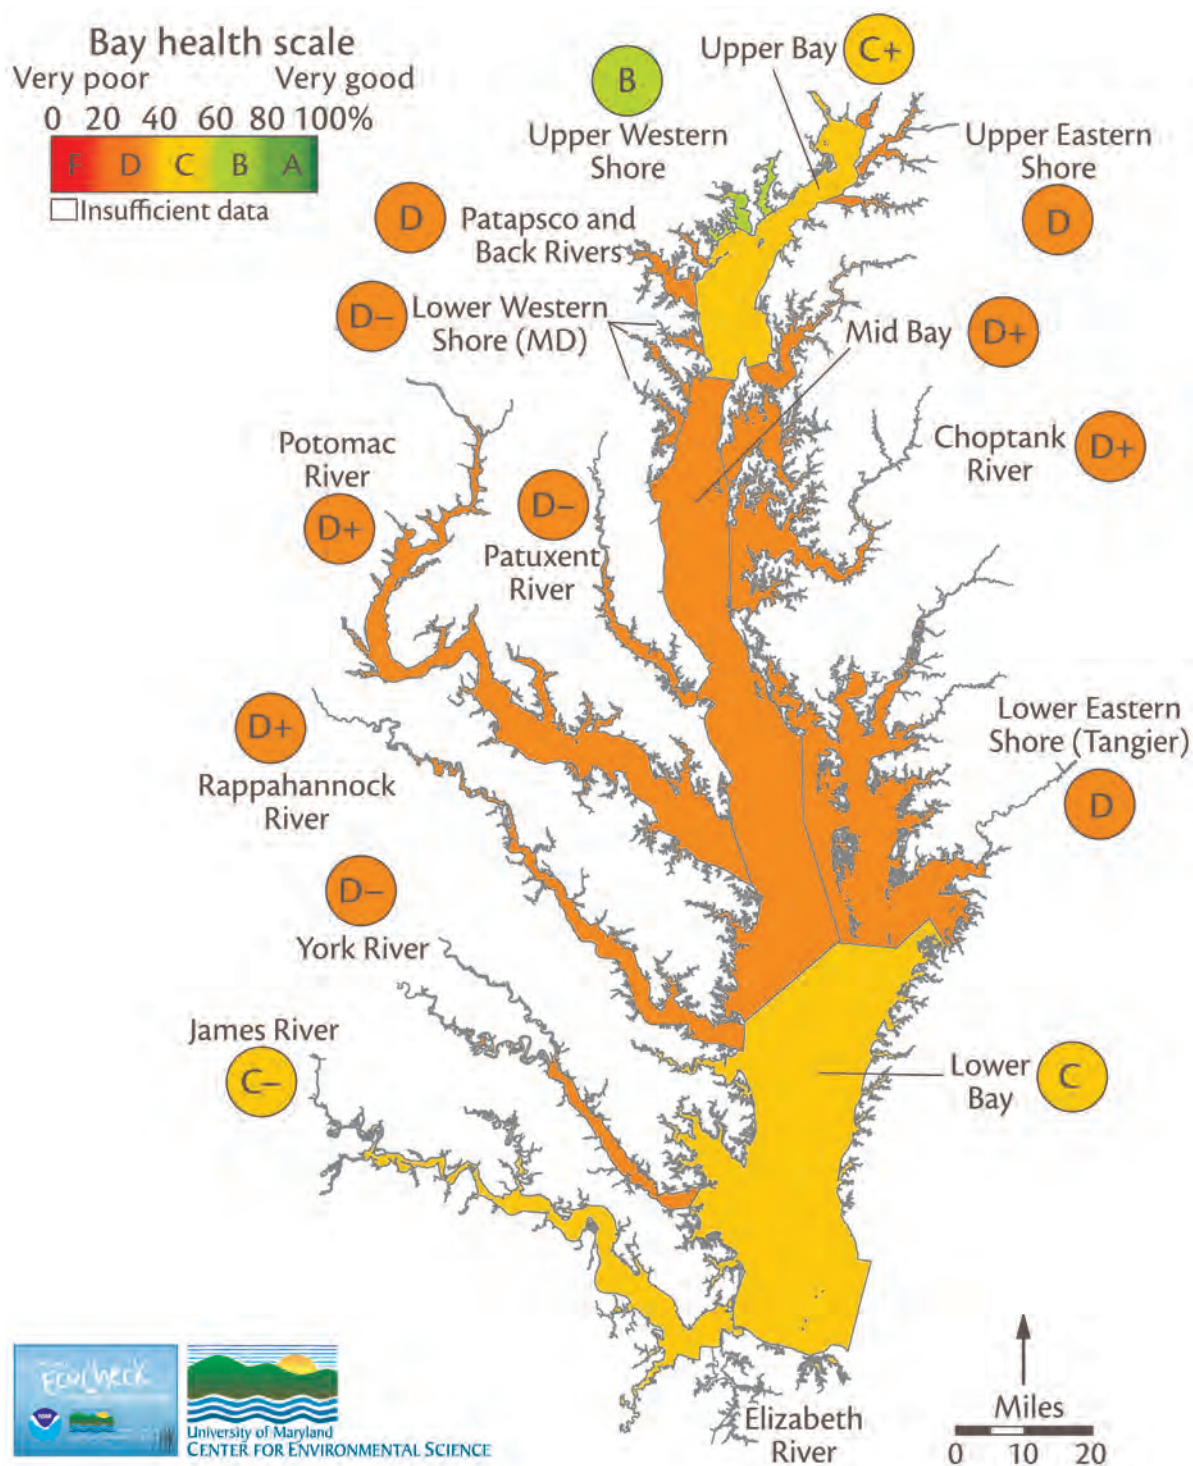 Bay health scale
Very poor
Very good
0 20 40 60 80 100%
F D C B A
Insufficient data
B
Upper Western
Shore
Upper Bay
C+
Upper Eastern
Shore
D
D
Patapsco and
Back Rivers
D–
Lower Western
Shore (MD)
Mid Bay
D+
Choptank
River
D+
Potomac
River
D+
D–
Patuxent
River
Lower Eastern
Shore (Tangier)
D
D+
Rappahannock
River
D–
York River
James River
C–
Lower
Bay
C
Elizabeth
River
Miles
0 10 20
ECOCHECK
NOAA
University of Maryland
CENTER FOR ENVIRONMENTAL SCIENCE